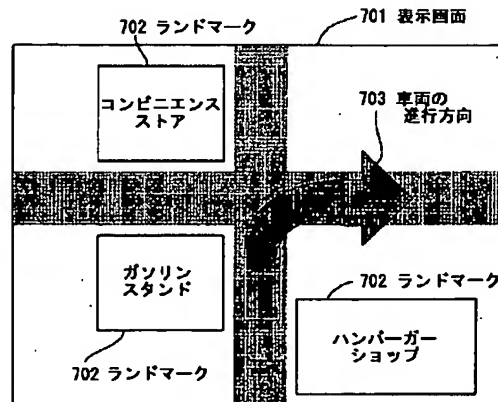 702 ランドマーク
701 表示画面
コンビニエンス
ストア
703 車両の
進行方向
ガソリン
スタンド
702 ランドマーク
702 ランドマーク
ハンバーガー
ショップ